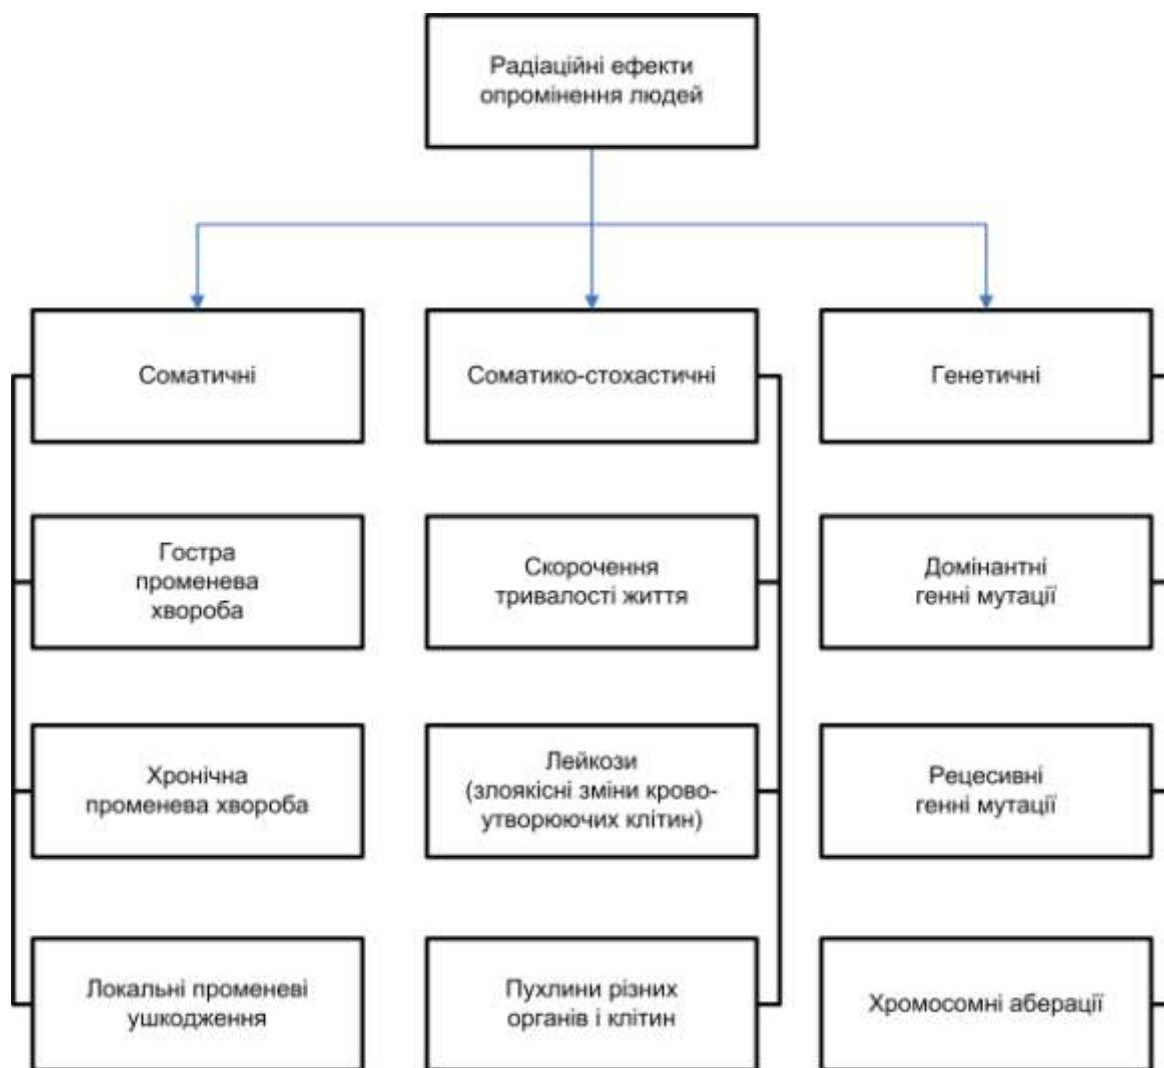 Радіаційні ефекти
опромінення людей
Соматичні
Соматико-стохастичні
Генетичні
Гостра
променева
хвороба
Скорочення
тривалості життя
Домінантні
генні мутації
Хронічна
променева хвороба
Лейкози
(злоякісні зміни крово-
утворюючих клітин)
Рецесивні
генні мутації
Локальні променеві
ушкодження
Пухлини різних
органів і клітин
Хромосомні аберації